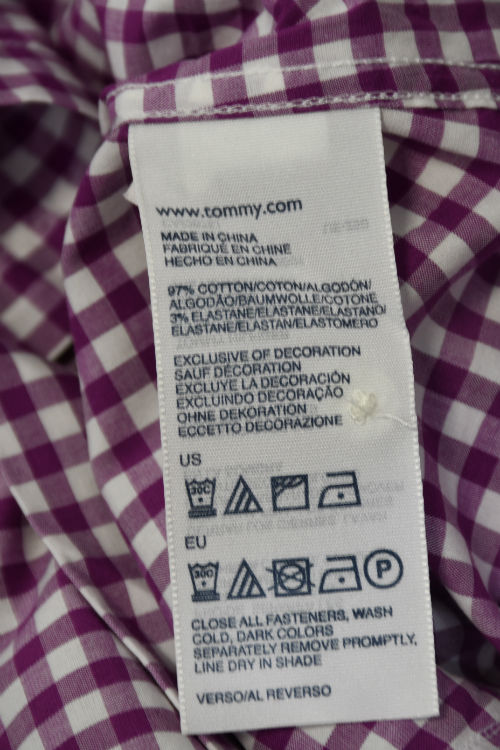 www.tommy.com
MADE IN CHINA
FABRIQUÉ EN CHINE
HECHO EN CHINA
97% COTTON/COTON/ALGODÓN/
ALGODÃO/BAUMWOLLE/COTONE
3% ELASTANE/ELASTANE/ELASTANO/
ELASTANE/ELASTAN/ELASTOMERO
EXCLUSIVE OF DECORATION
SAUF DÉCORATION
EXCLUYE LA DECORACIÓN
EXCLUINDO DECORAÇÃO
OHNE DEKORATION
ECCETTO DECORAZIONE
US
30C
EU
30C P
CLOSE ALL FASTENERS, WASH
COLD, DARK COLORS
SEPARATELY REMOVE PROMPTLY,
LINE DRY IN SHADE
VERSO/AL REVERSO